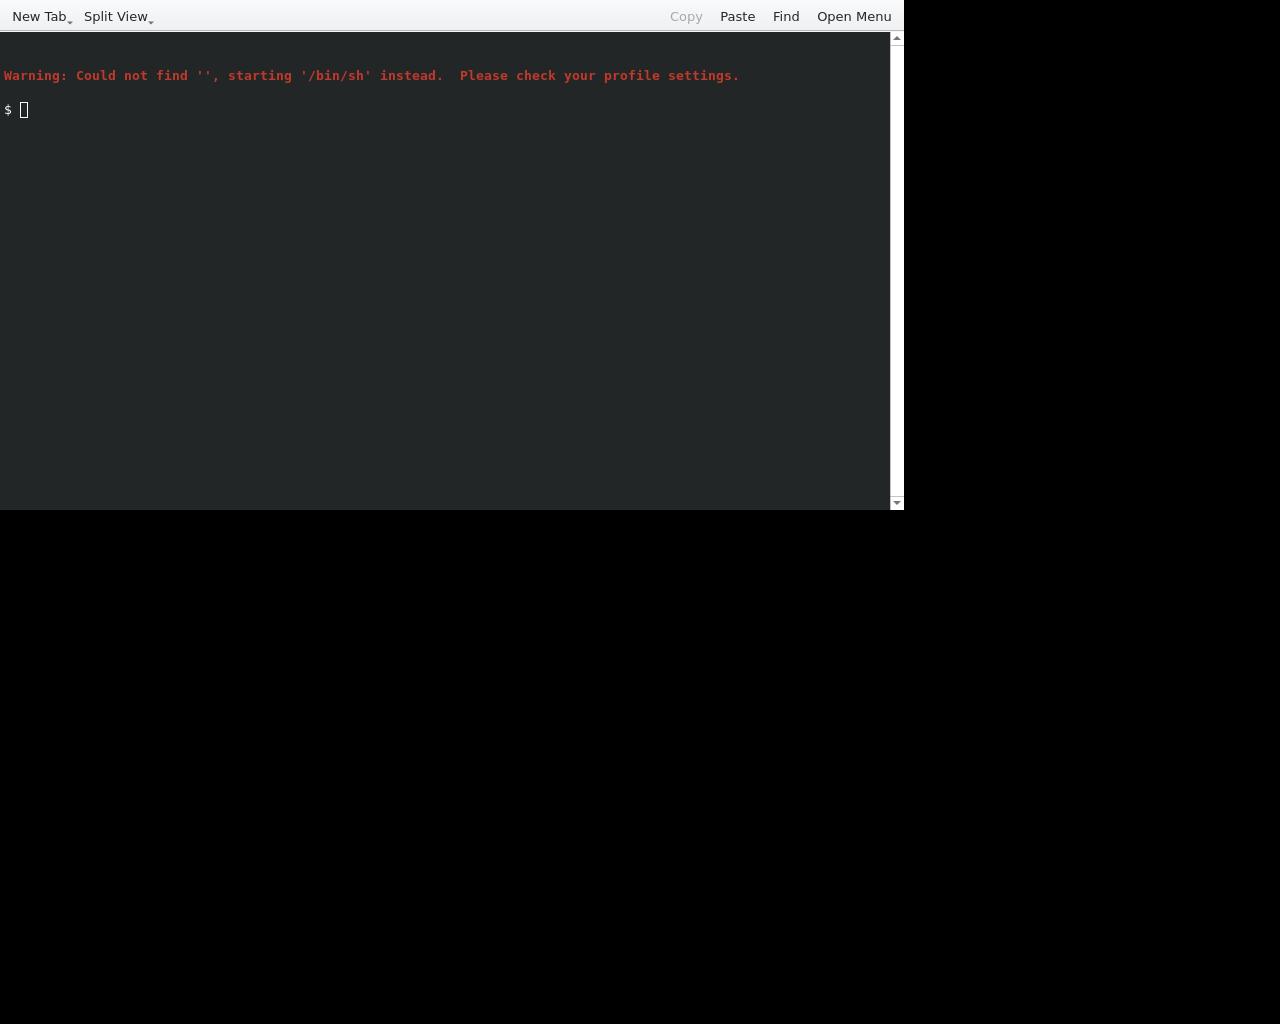 New Tab Split View Copy Paste Find Open Menu
Warning: Could not find '', starting '/bin/sh' instead.  Please check your profile settings.
$